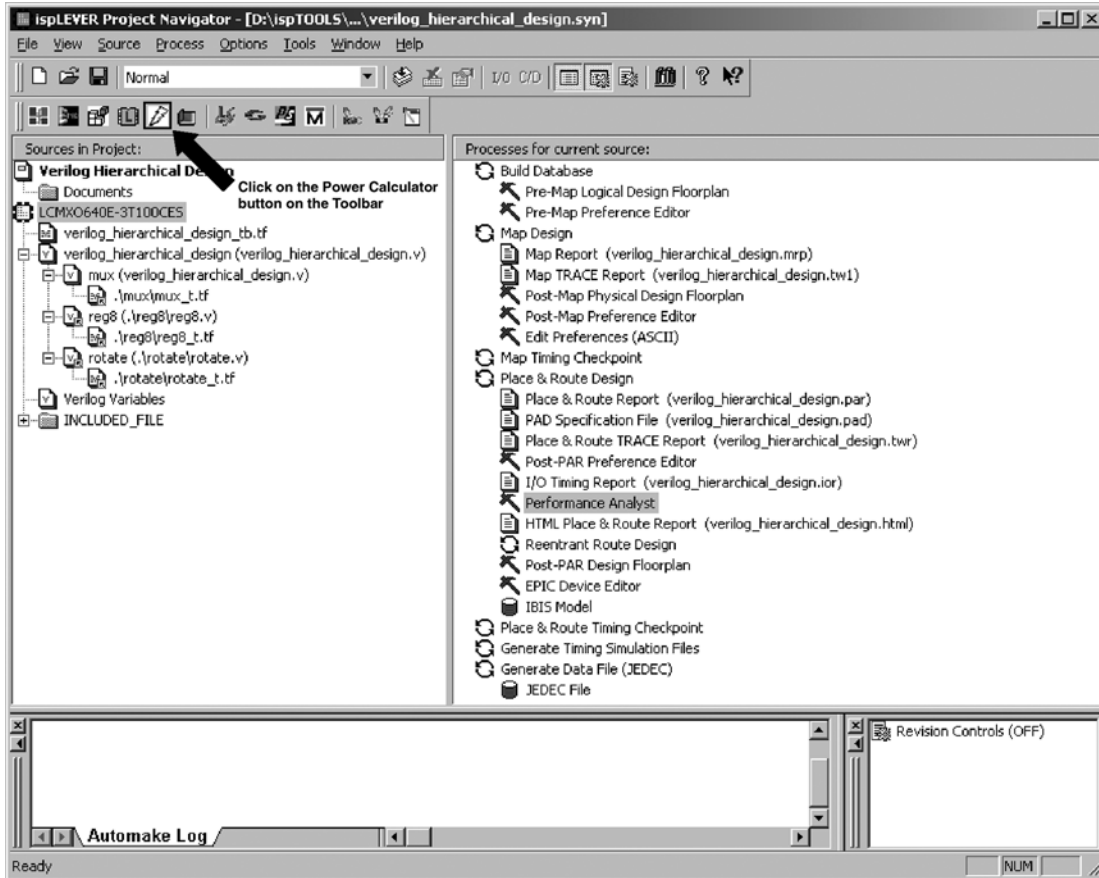 ispLEVER Project Navigator - [D:\ispTOOLS\...\verilog_hierarchical_design.syn]
File View Source Process Options Tools Window Help
Normal
I/O C/D
Sources in Project:
Verilog Hierarchical De
Documents
LCMXO640E-3T100CES
verilog_hierarchical_design_tb.tf
verilog_hierarchical_design (verilog_hierarchical_design.v)
mux (verilog_hierarchical_design.v)
.\mux\mux_t.tf
reg8 (.\reg8\reg8.v)
.\reg8\reg8_t.tf
rotate (.\rotate\rotate.v)
.\rotate\rotate_t.tf
Verilog Variables
INCLUDED_FILE
Click on the Power Calculator
button on the Toolbar
Processes for current source:
Build Database
Pre-Map Logical Design Floorplan
Pre-Map Preference Editor
Map Design
Map Report (verilog_hierarchical_design.mrp)
Map TRACE Report (verilog_hierarchical_design.tw1)
Post-Map Physical Design Floorplan
Post-Map Preference Editor
Edit Preferences (ASCII)
Map Timing Checkpoint
Place & Route Design
Place & Route Report (verilog_hierarchical_design.par)
PAD Specification File (verilog_hierarchical_design.pad)
Place & Route TRACE Report (verilog_hierarchical_design.twr)
Post-PAR Preference Editor
I/O Timing Report (verilog_hierarchical_design.ior)
Performance Analyst
HTML Place & Route Report (verilog_hierarchical_design.html)
Reentrant Route Design
Post-PAR Design Floorplan
EPIC Device Editor
IBIS Model
Place & Route Timing Checkpoint
Generate Timing Simulation Files
Generate Data File (JEDEC)
JEDEC File
Automake Log
Revision Controls (OFF)
Ready
NUM